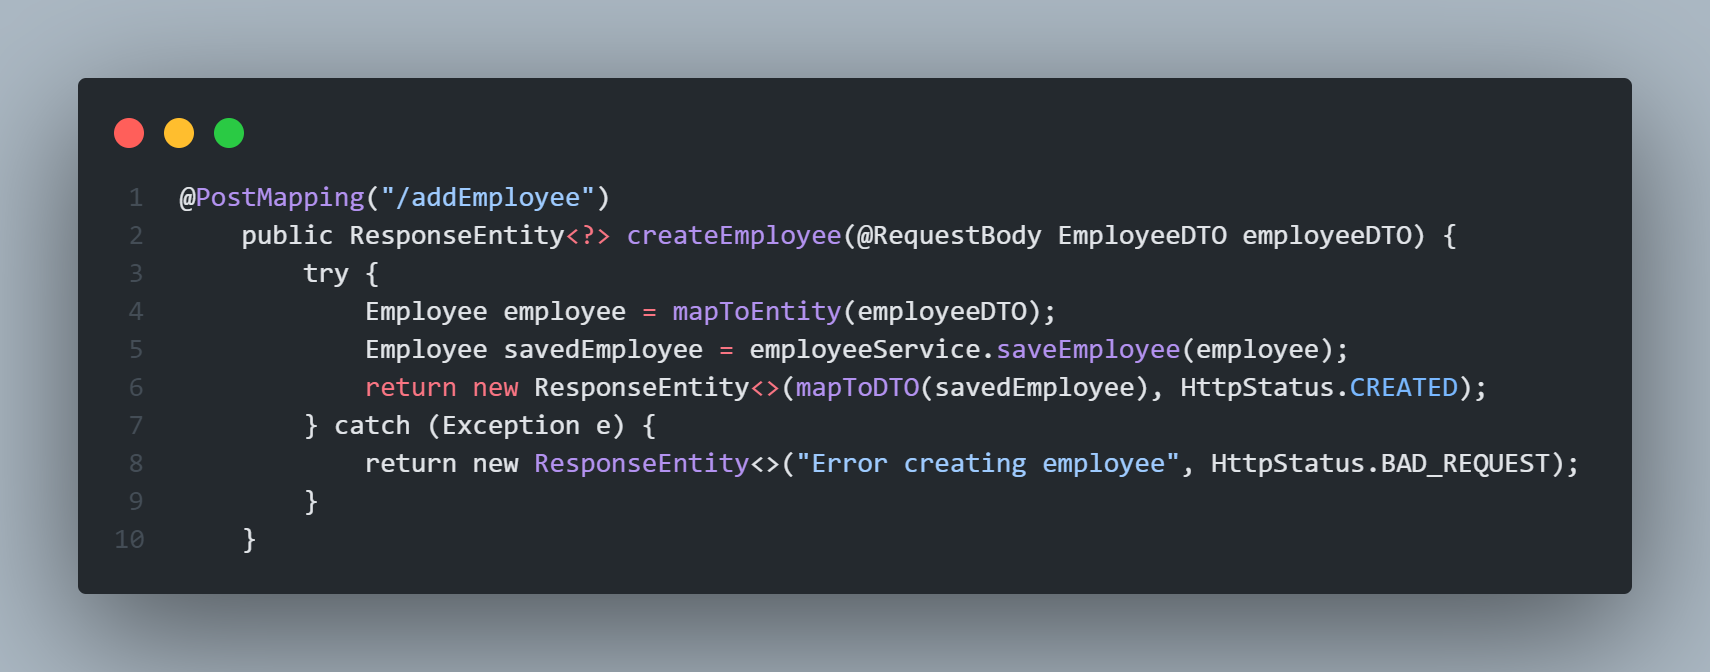 1 @PostMapping("/addEmployee")
2     public ResponseEntity<?> createEmployee(@RequestBody EmployeeDTO employeeDTO) {
3         try {
4             Employee employee = mapToEntity(employeeDTO);
5             Employee savedEmployee = employeeService.saveEmployee(employee);
6             return new ResponseEntity<>(mapToDTO(savedEmployee), HttpStatus.CREATED);
7         } catch (Exception e) {
8             return new ResponseEntity<>("Error creating employee", HttpStatus.BAD_REQUEST);
9         }
10     }